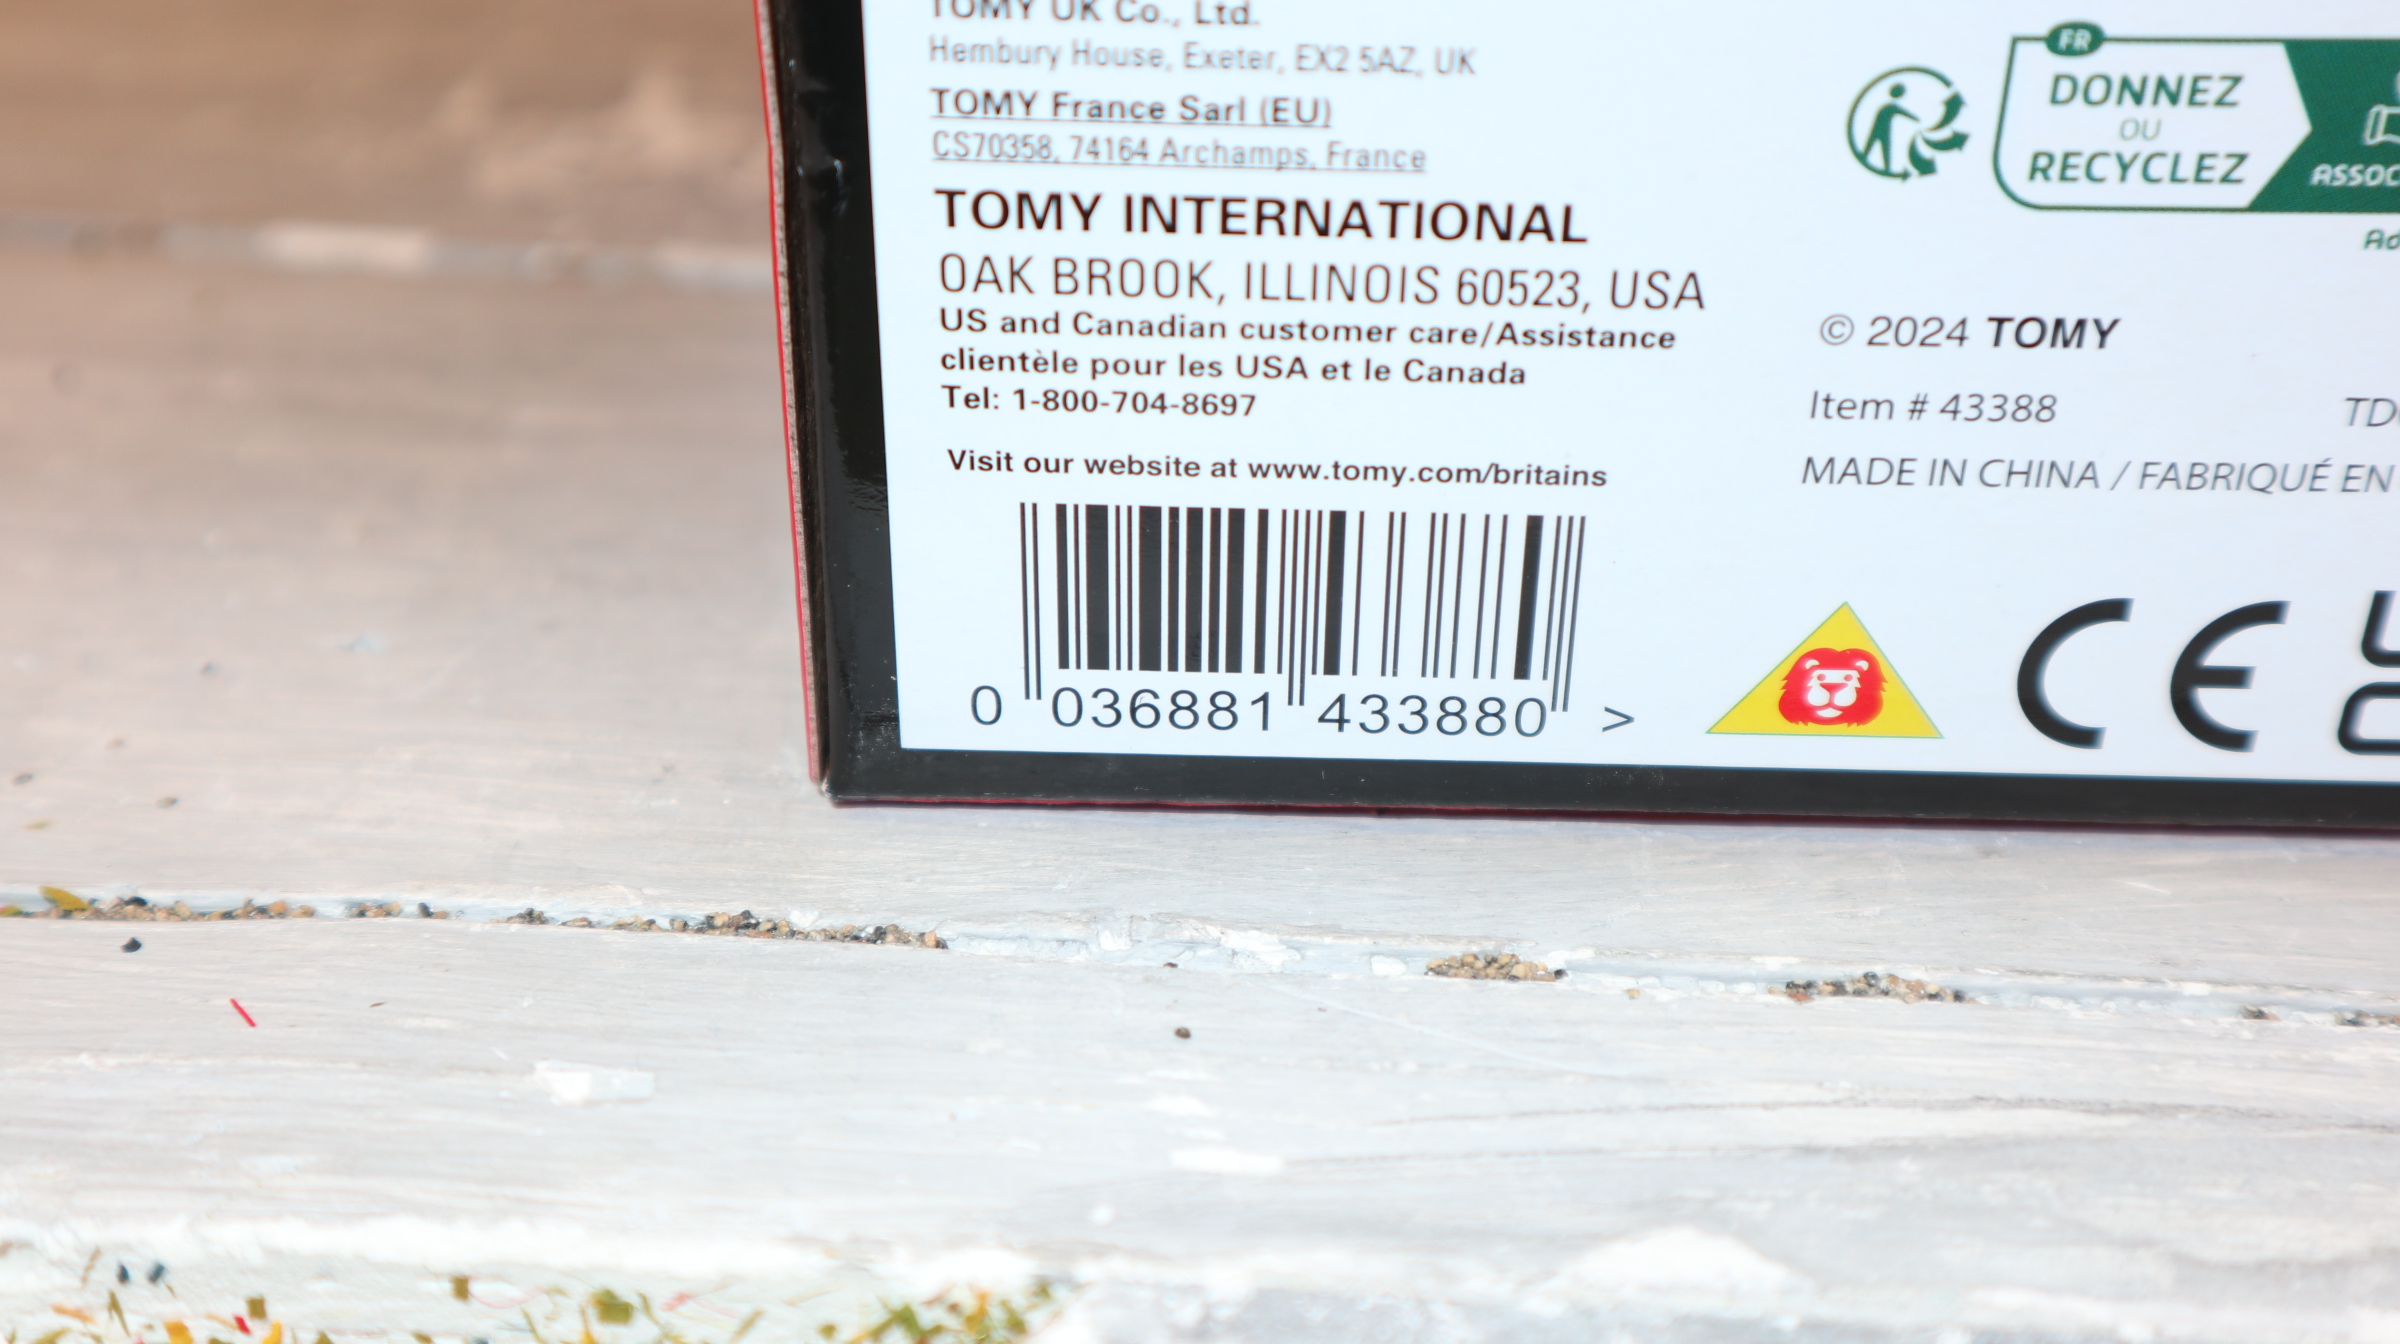 TOMY UK Co., Ltd.
Hembury House, Exeter, EX2 5AZ, UK
TOMY France Sarl (EU)
CS70358, 74164 Archamps, France
TOMY INTERNATIONAL
OAK BROOK, ILLINOIS 60523, USA
US and Canadian customer care/Assistance
clientèle pour les USA et le Canada
Tel: 1-800-704-8697
Visit our website at www.tomy.com/britains
0 036881 433880 >
FR
DONNEZ
OU
RECYCLEZ
© 2024 TOMY
Item # 43388
MADE IN CHINA / FABRIQUÉ EN
CE